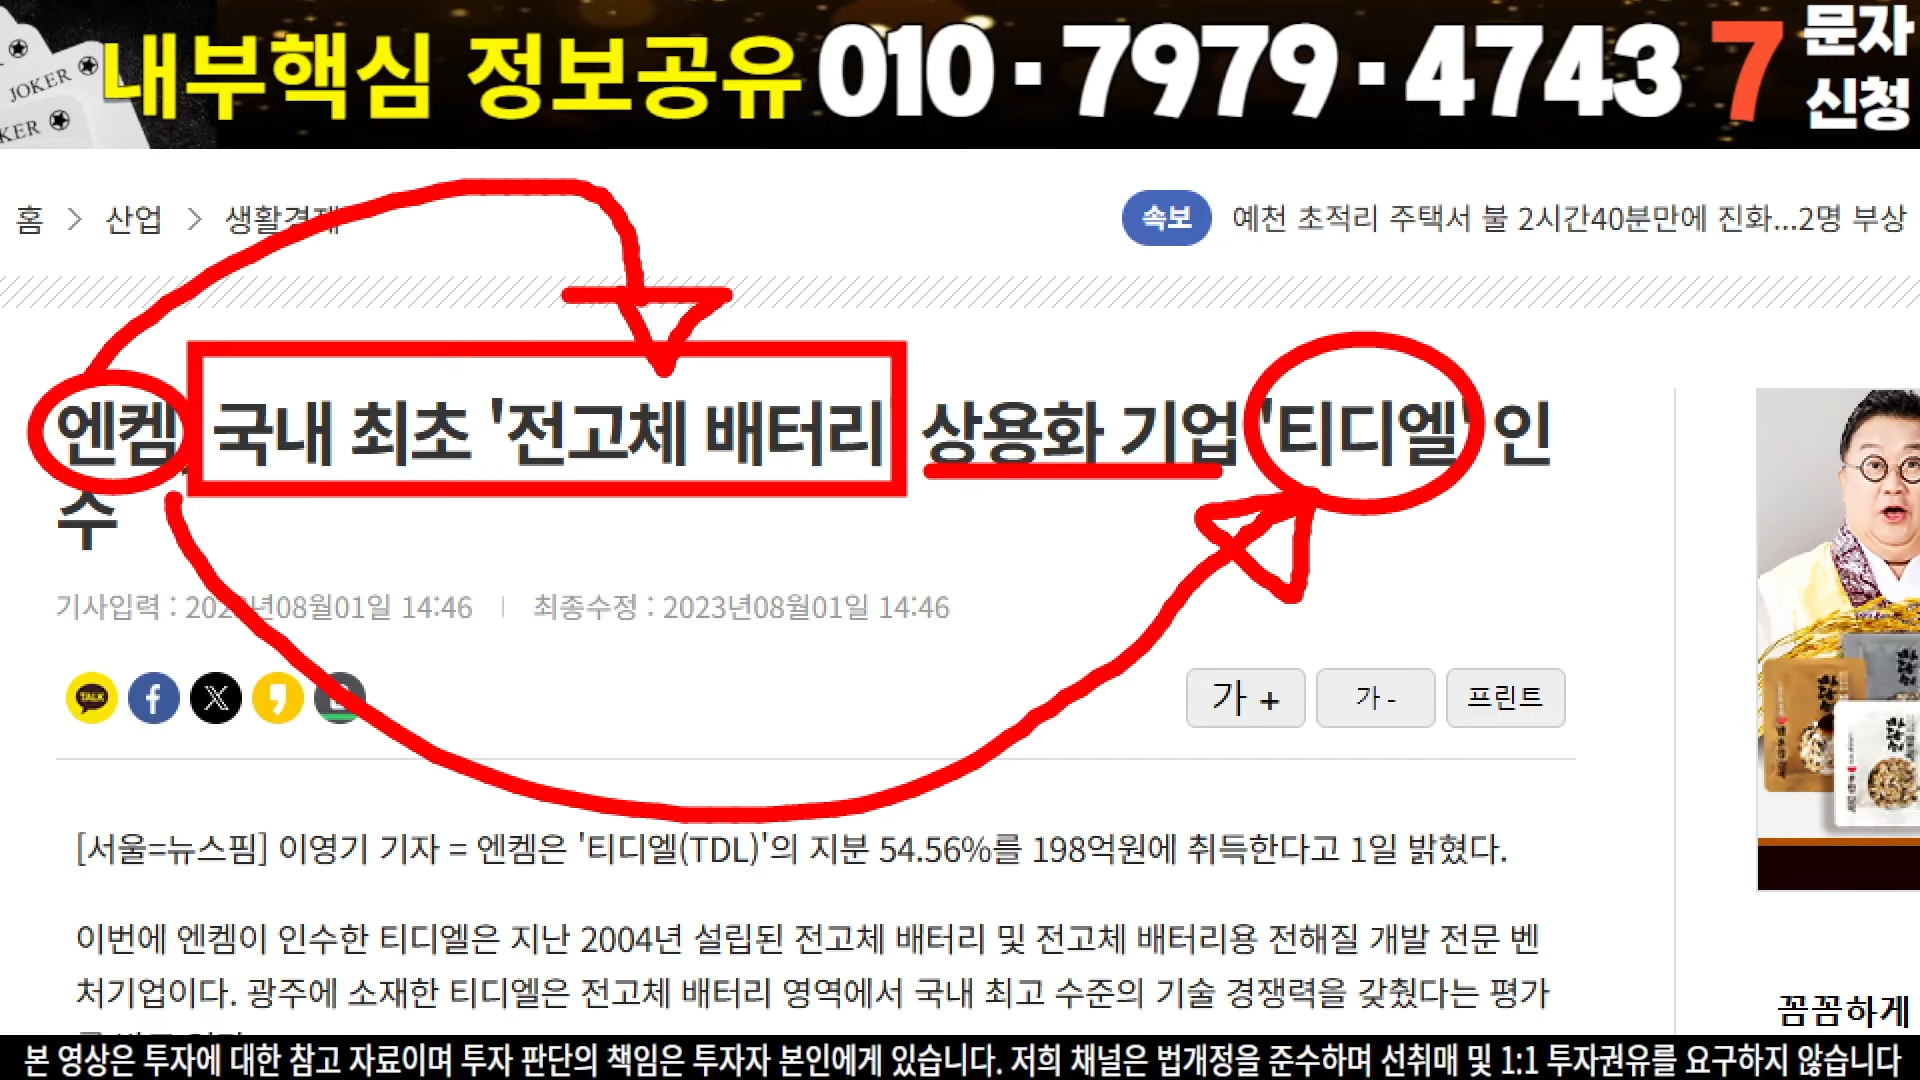 JOKER
KER
내부핵심 정보공유 010·7979·4743 7 문자 신청
홈 > 산업 > 생활경제
속보 예천 초적리 주택서 불 2시간40분만에 진화...2명 부상
엔켐, 국내 최초 '전고체 배터리 상용화 기업 '티디엘' 인
수
기사입력 : 2023년08월01일 14:46 | 최종수정 : 2023년08월01일 14:46
TALK
가 + 가 - 프린트
[서울=뉴스핌] 이영기 기자 = 엔켐은 '티디엘(TDL)'의 지분 54.56%를 198억원에 취득한다고 1일 밝혔다.
이번에 엔켐이 인수한 티디엘은 지난 2004년 설립된 전고체 배터리 및 전고체 배터리용 전해질 개발 전문 벤
처기업이다. 광주에 소재한 티디엘은 전고체 배터리 영역에서 국내 최고 수준의 기술 경쟁력을 갖췄다는 평가
꼼꼼하게
본 영상은 투자에 대한 참고 자료이며 투자 판단의 책임은 투자자 본인에게 있습니다. 저희 채널은 법개정을 준수하며 선취매 및 1:1 투자권유를 요구하지 않습니다